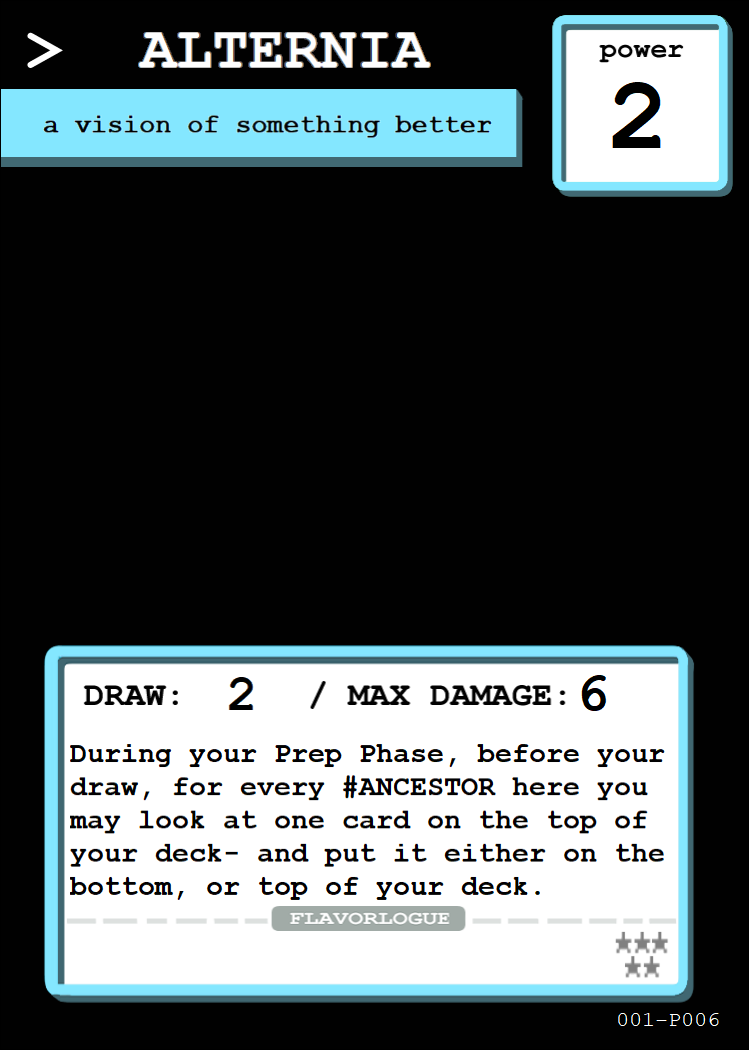 > ALTERNIA
power
2
a vision of something better
DRAW: 2 / MAX DAMAGE: 6
During your Prep Phase, before your
draw, for every #ANCESTOR here you
may look at one card on the top of
your deck- and put it either on the
bottom, or top of your deck.
FLAVORLOGUE
001-P006